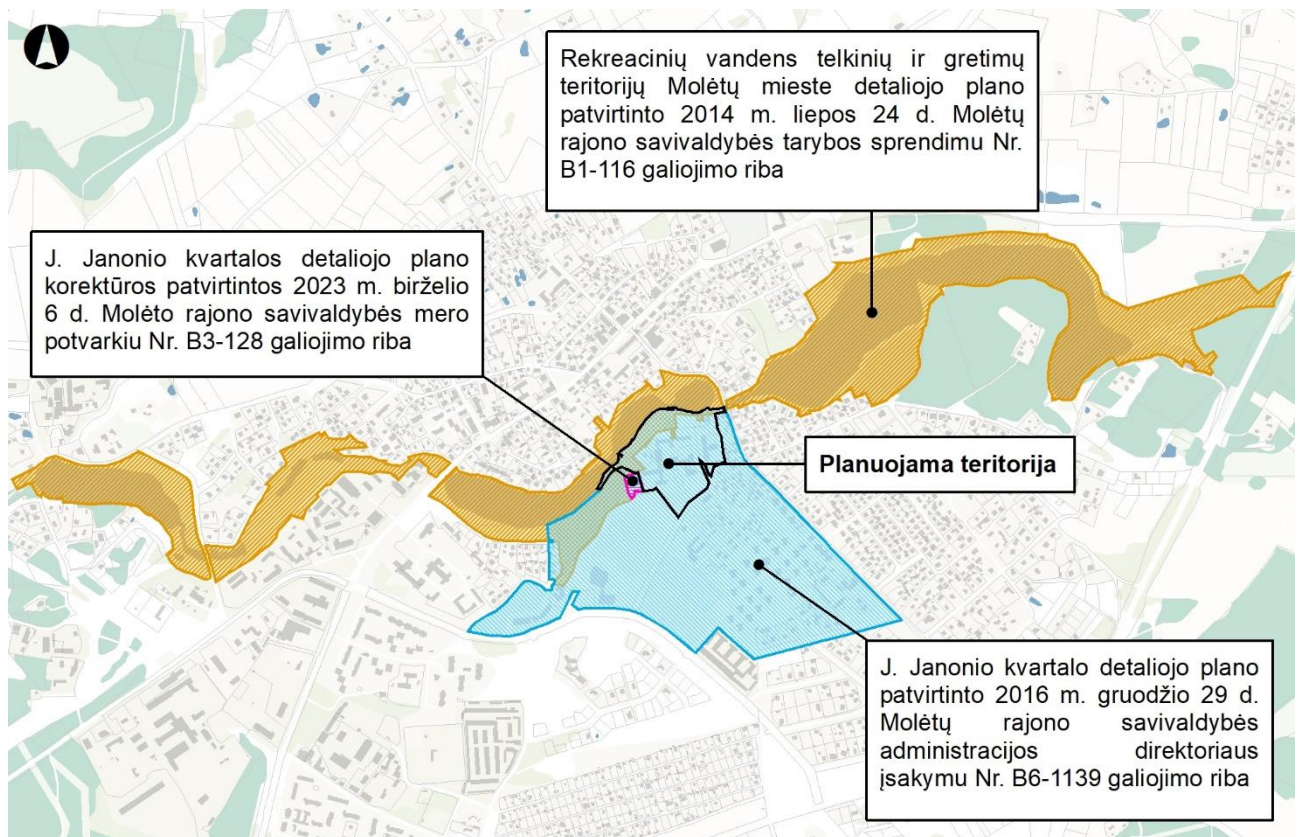 Rekreacinių vandens telkinių ir gretimų
teritorijų Molėtų mieste detaliojo plano
patvirtinto 2014 m. liepos 24 d. Molėtų
rajono savivaldybės tarybos sprendimu Nr.
B1-116 galiojimo riba
J. Janonio kvartalos detaliojo plano
korektūros patvirtintos 2023 m. birželio
6 d. Molėto rajono savivaldybės mero
potvarkiu Nr. B3-128 galiojimo riba
Planuojama teritorija
J. Janonio kvartalo detaliojo plano
patvirtinto 2016 m. gruodžio 29 d.
Molėtų rajono savivaldybės
administracijos direktoriaus
įsakymu Nr. B6-1139 galiojimo riba